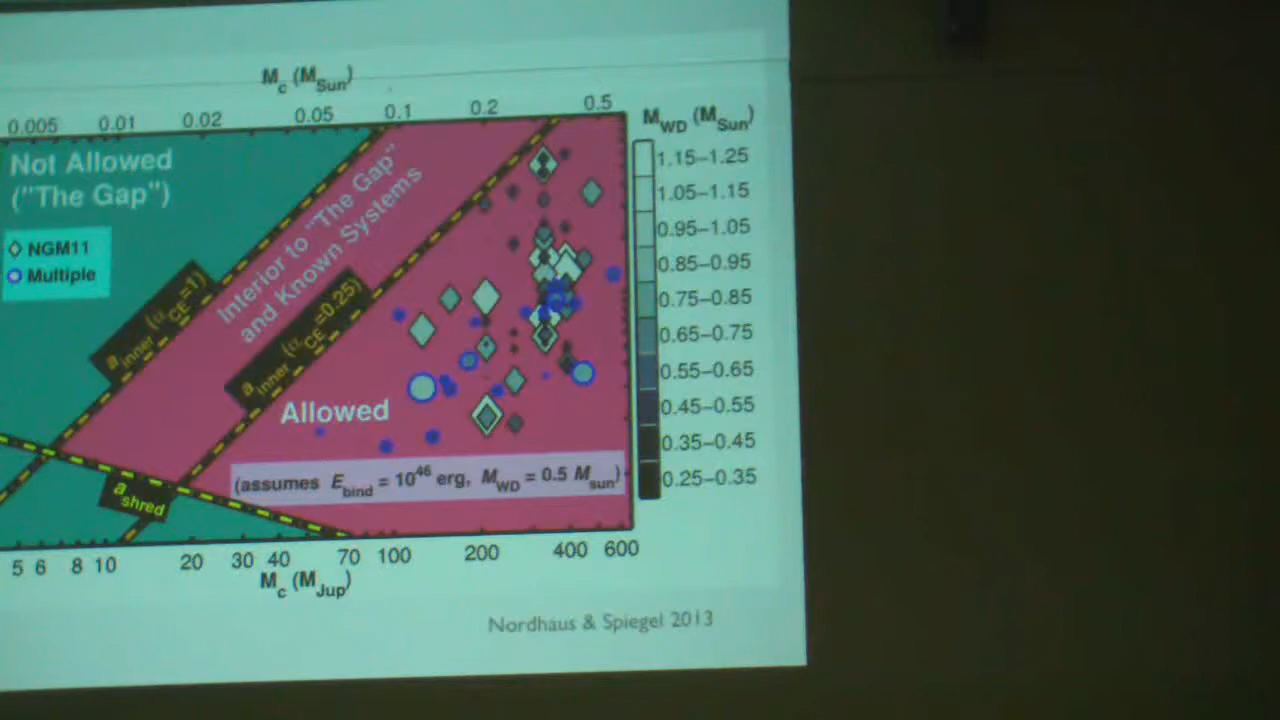 M_c (M_Sun)
0.005 0.01 0.02 0.05 0.1 0.2 0.5
M_WD (M_Sun)
Not Allowed
("The Gap")
NGM11
Multiple
Interior to "The Gap"
and Known Systems
a_inner (α_CE=1)
a_inner (α_CE=0.25)
Allowed
a_shred
(assumes E_bind = 10^46 erg, M_WD = 0.5 M_sun)
1.15–1.25
1.05–1.15
0.95–1.05
0.85–0.95
0.75–0.85
0.65–0.75
0.55–0.65
0.45–0.55
0.35–0.45
0.25–0.35
5 6 8 10 20 30 40 70 100 200 400 600
M_c (M_Jup)
Nordhaus & Spiegel 2013